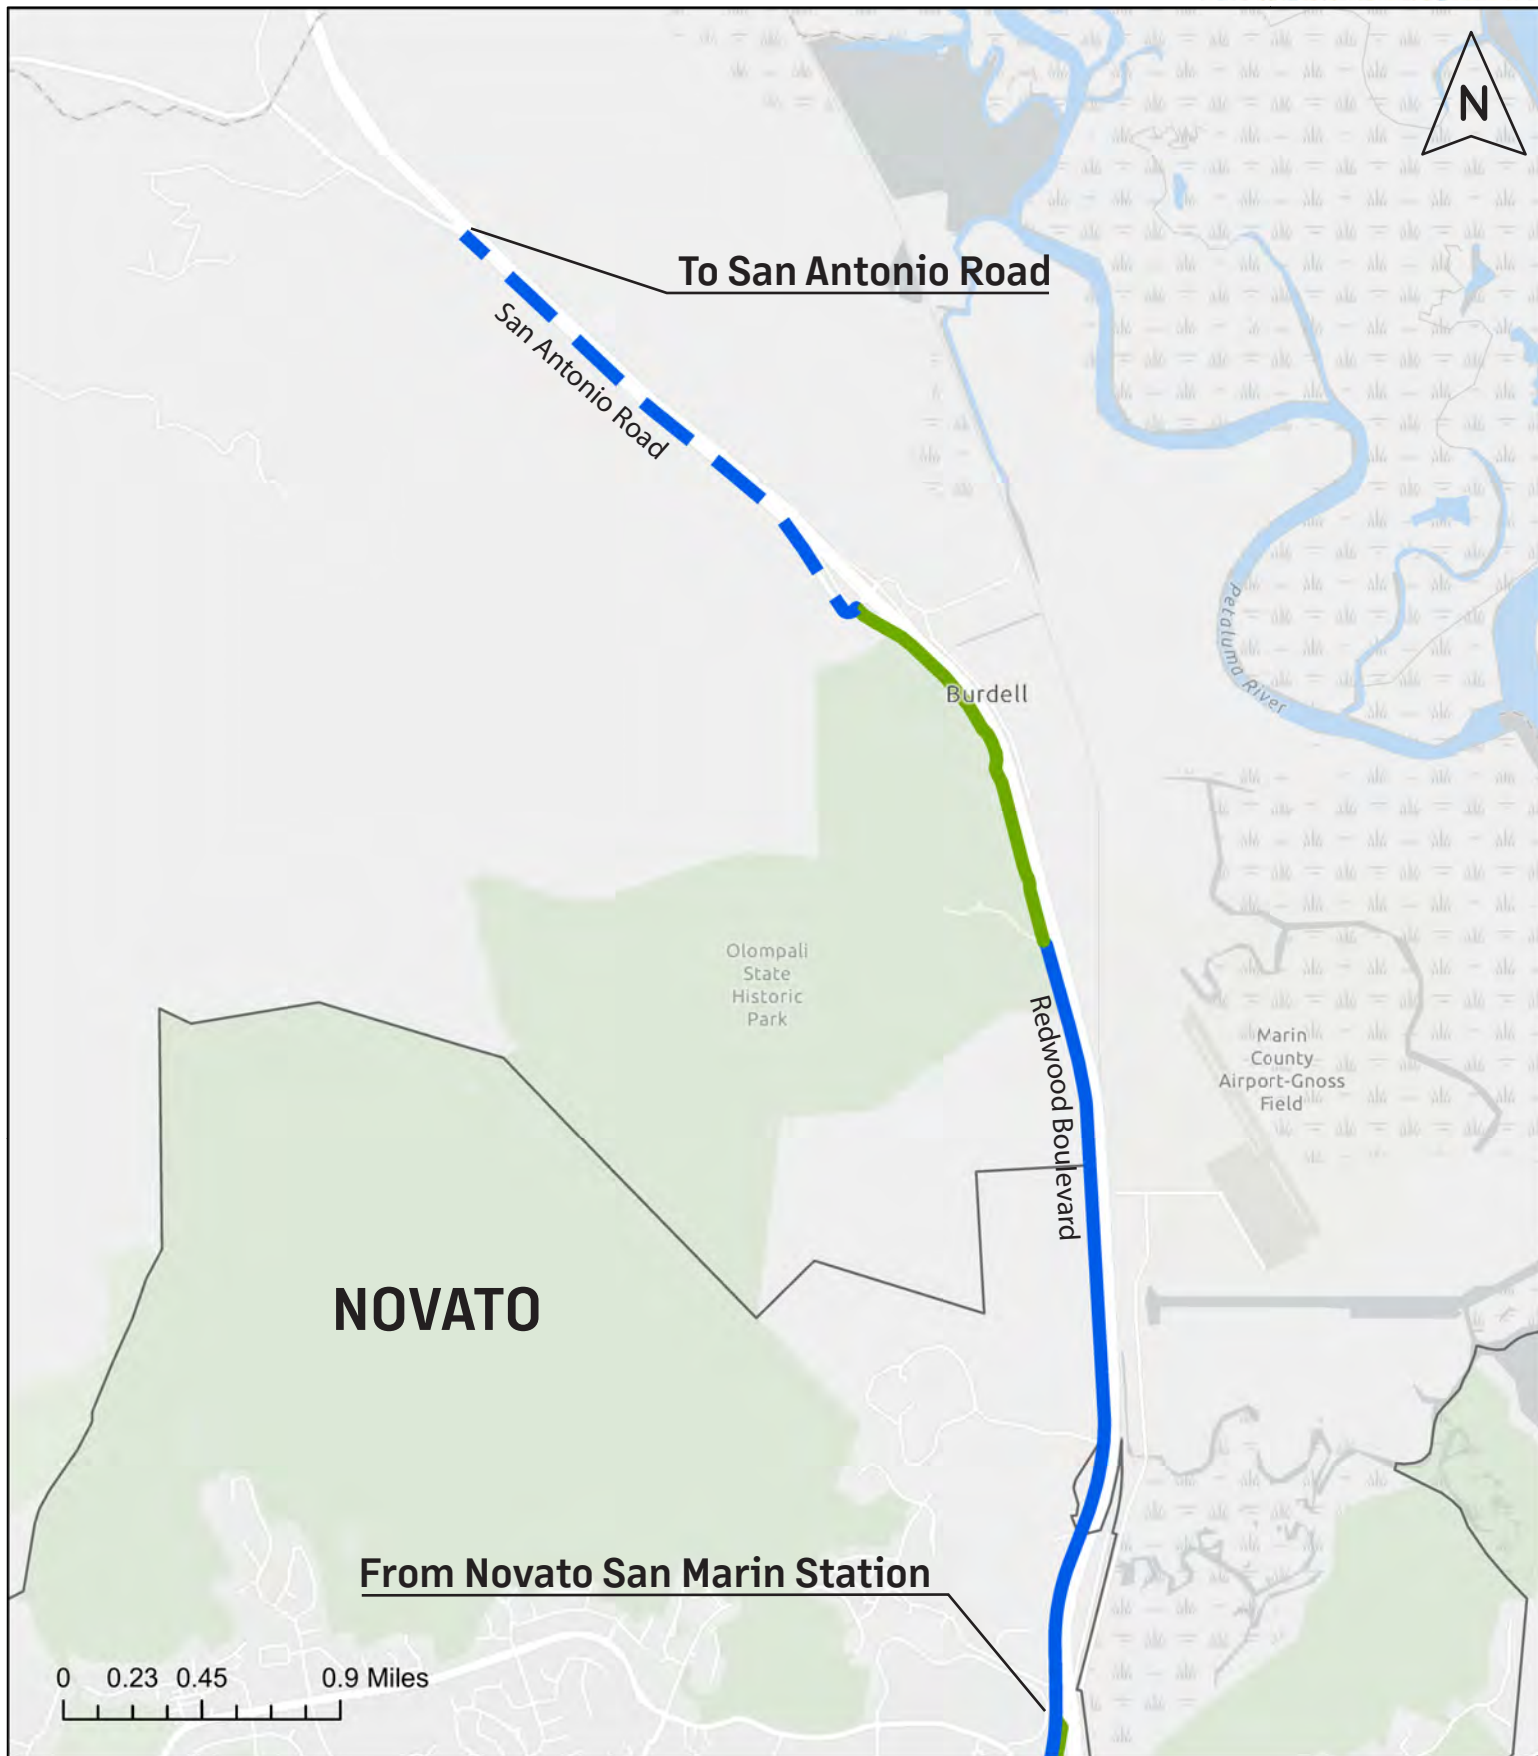 N
To San Antonio Road
San Antonio Road
Petaluma River
Burdell
Olompali
State
Historic
Park
Redwood Boulevard
Marin
County
Airport-Gnoss
Field
NOVATO
From Novato San Marin Station
0 0.23 0.45 0.9 Miles